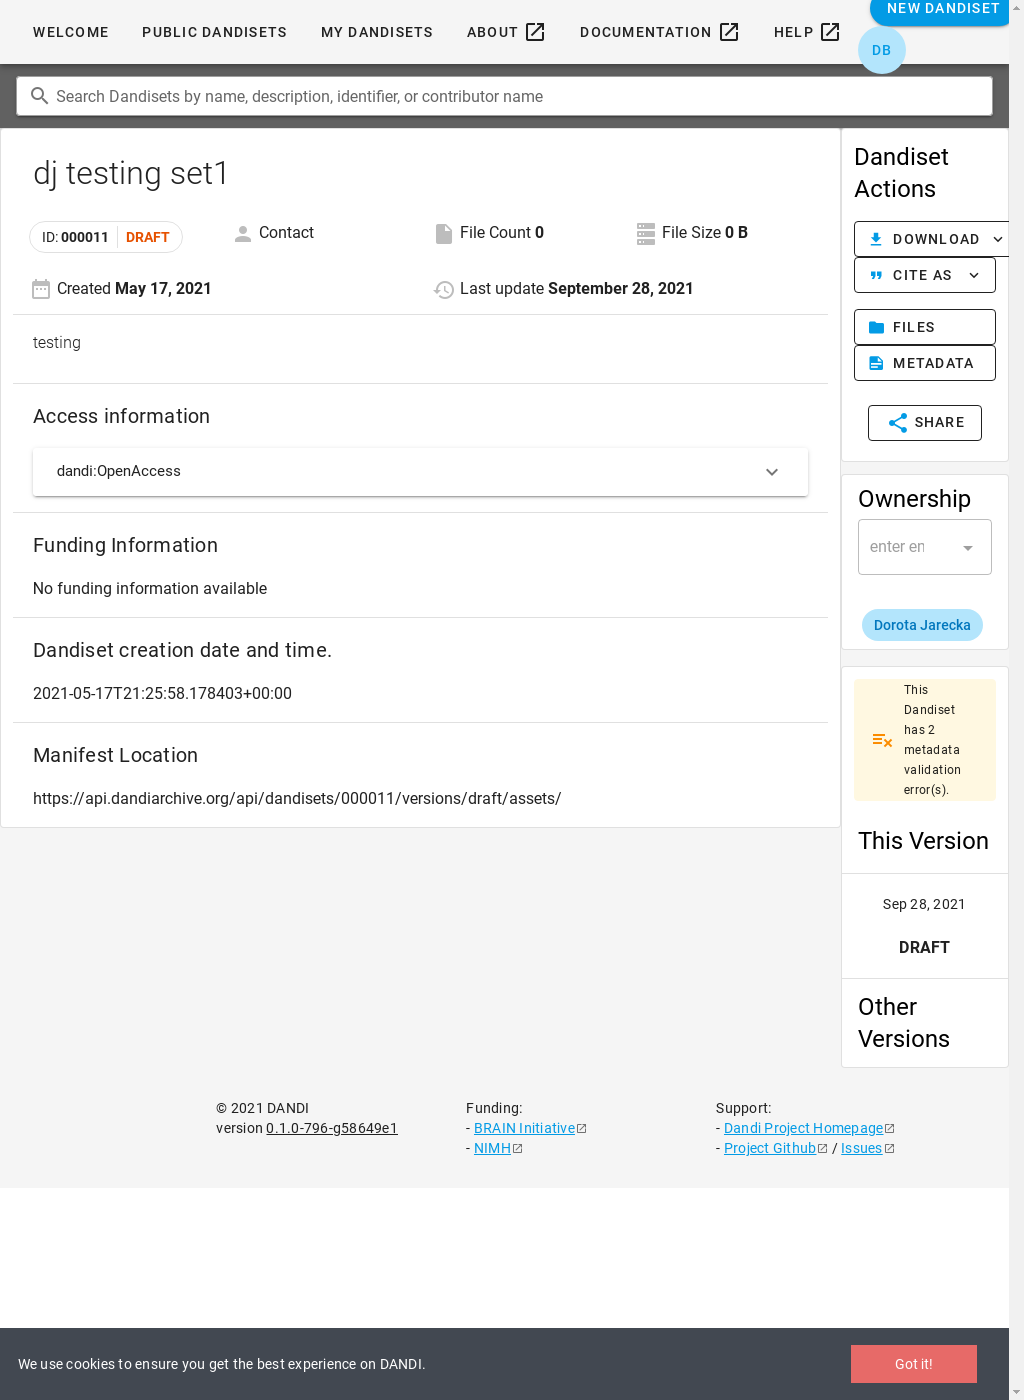 WELCOME
PUBLIC DANDISETS
MY DANDISETS
ABOUT
DOCUMENTATION
HELP
NEW DANDISET
DB
Search Dandisets by name, description, identifier, or contributor name
dj testing set1
ID: 000011 DRAFT
Contact
File Count 0
File Size 0 B
Created May 17, 2021
Last update September 28, 2021
testing
Access information
dandi:OpenAccess
Funding Information
No funding information available
Dandiset creation date and time.
2021-05-17T21:25:58.178403+00:00
Manifest Location
https://api.dandiarchive.org/api/dandisets/000011/versions/draft/assets/
Dandiset
Actions
DOWNLOAD
CITE AS
FILES
METADATA
SHARE
Ownership
enter en
Dorota Jarecka
This
Dandiset
has 2
metadata
validation
error(s).
This Version
Sep 28, 2021
DRAFT
Other
Versions
© 2021 DANDI
version 0.1.0-796-g58649e1
Funding:
- BRAIN Initiative
- NIMH
Support:
- Dandi Project Homepage
- Project Github / Issues
We use cookies to ensure you get the best experience on DANDI.
Got it!